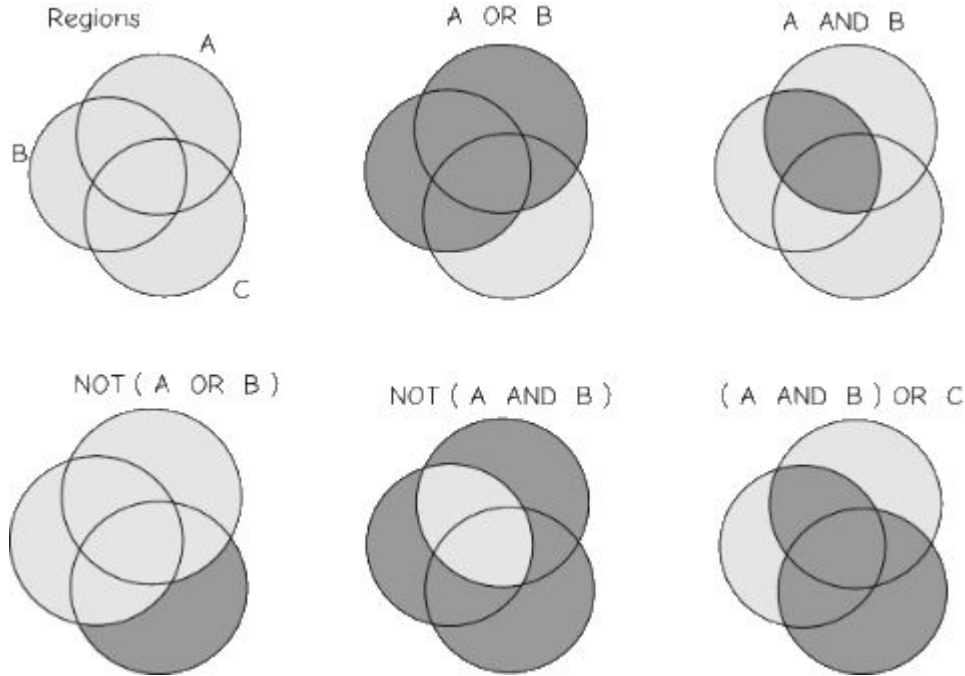 Regions
A
B
C
A OR B
A AND B
NOT ( A OR B )
NOT ( A AND B )
( A AND B ) OR C